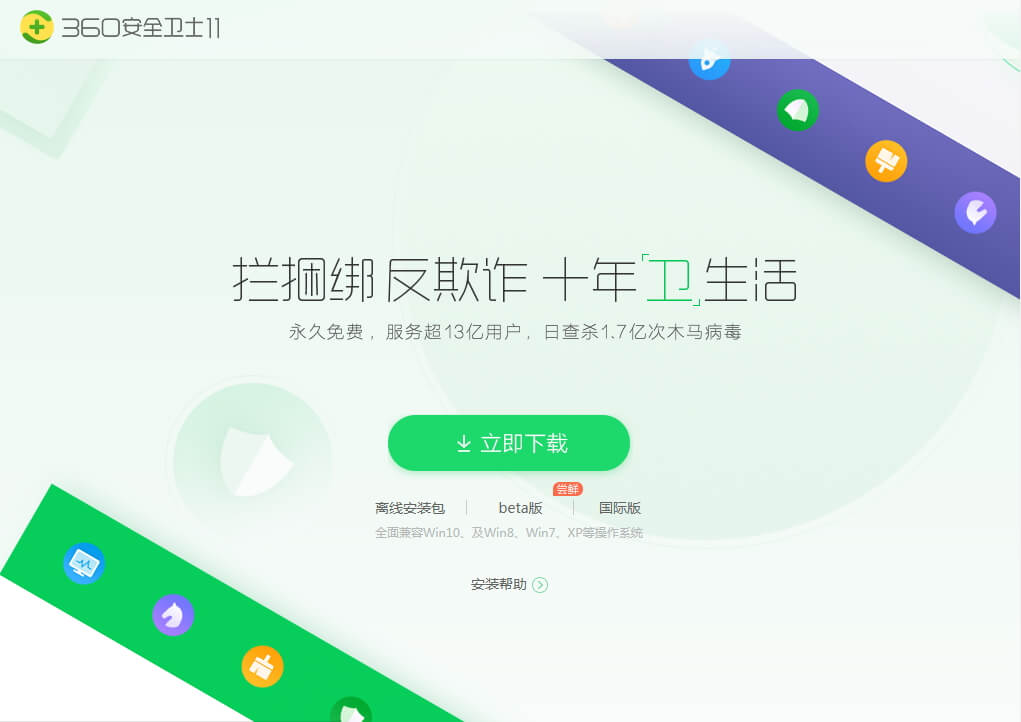 360安全卫士11
拦捆绑 反欺诈 十年卫生活
永久免费，服务超13亿用户，日查杀1.7亿次木马病毒
立即下载
尝鲜
离线安装包 beta版 国际版
全面兼容Win10、及Win8、Win7、XP等操作系统
安装帮助